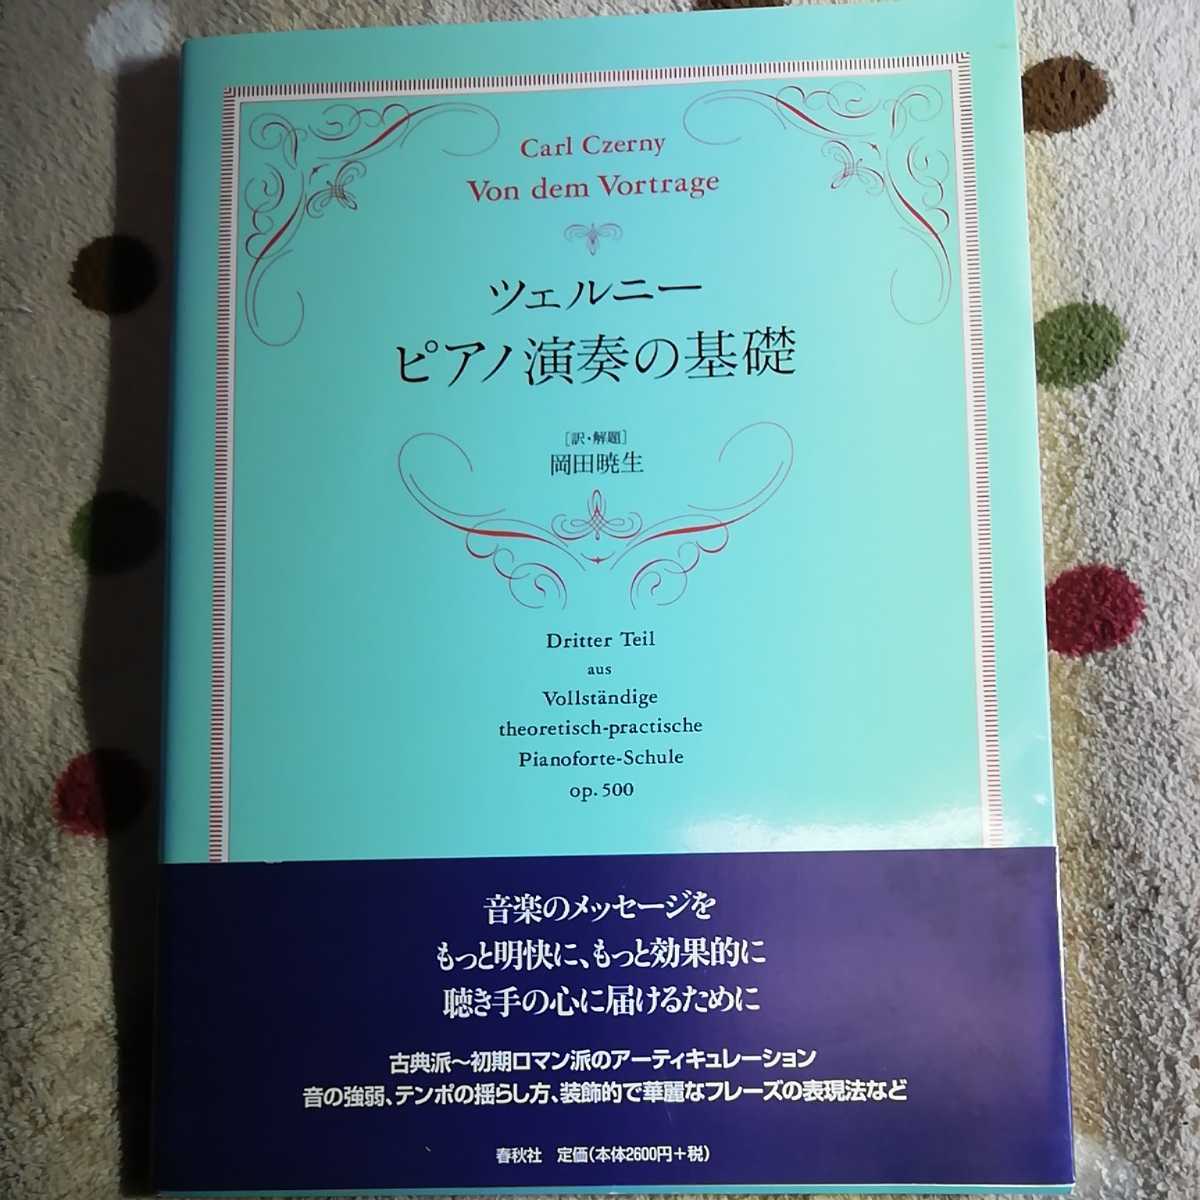 Carl Czerny
Von dem Vortrage
ツェルニー
ピアノ演奏の基礎
[訳・解題]
岡田暁生
Dritter Teil
aus
Vollständige
theoretisch-practische
Pianoforte-Schule
op. 500
音楽のメッセージを
もっと明快に、もっと効果的に
聴き手の心に届けるために
古典派～初期ロマン派のアーティキュレーション
音の強弱、テンポの揺らし方、装飾的で華麗なフレーズの表現法など
春秋社 定価(本体2600円+税)